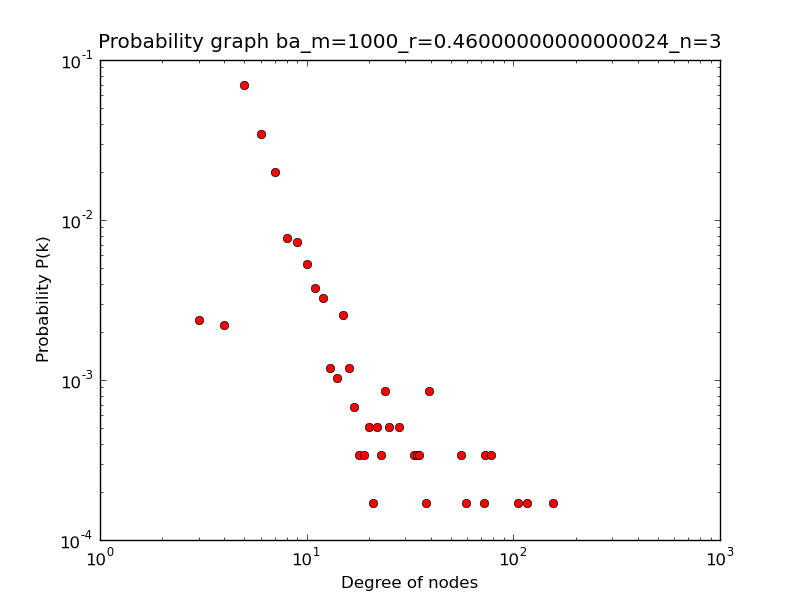 Probability graph ba_m=1000_r=0.46000000000000024_n=3
10^-1
10^-2
10^-3
10^-4
Probability P(k)
10^0 10^1 10^2 10^3
Degree of nodes